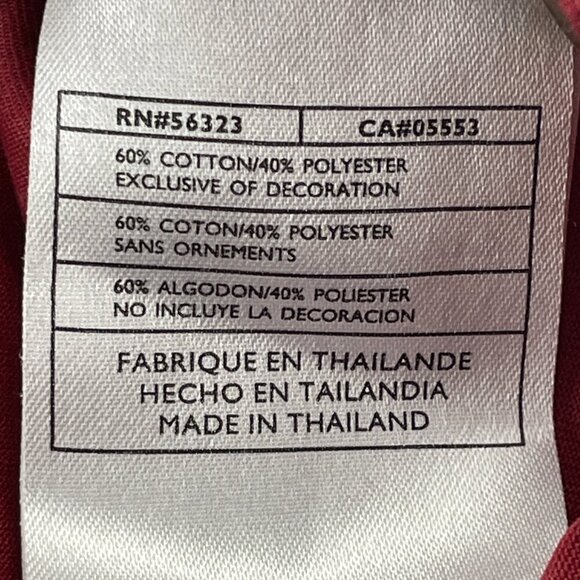 RN#56323 CA#05553
60% COTTON/40% POLYESTER
EXCLUSIVE OF DECORATION
60% COTON/40% POLYESTER
SANS ORNEMENTS
60% ALGODON/40% POLIESTER
NO INCLUYE LA DECORACION
FABRIQUE EN THAILANDE
HECHO EN TAILANDIA
MADE IN THAILAND